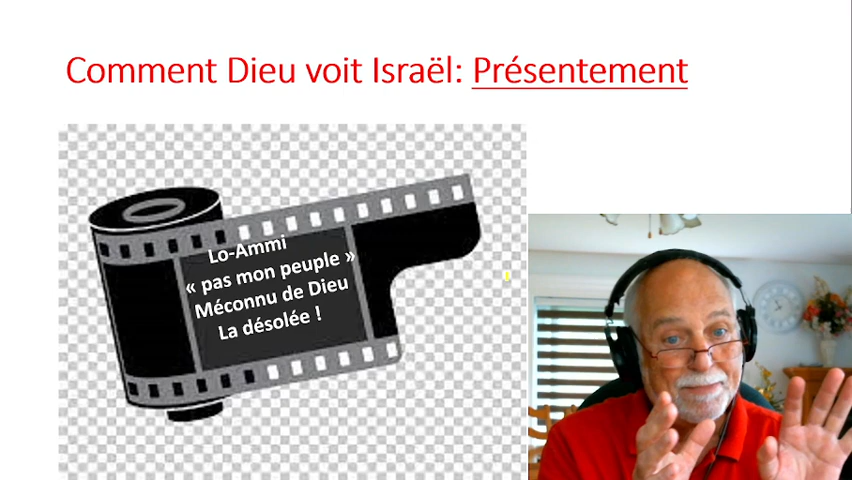 Comment Dieu voit Israël: Présentement
Lo-Ammi
« pas mon peuple »
Méconnu de Dieu
La désolée !